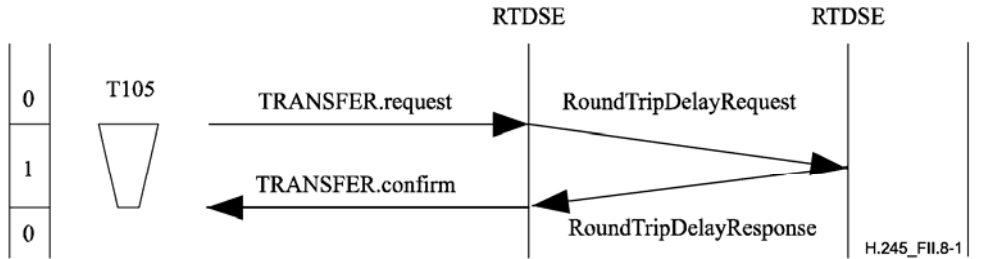 RTDSE RTDSE
T105
0
TRANSFER.request RoundTripDelayRequest
1
TRANSFER.confirm
RoundTripDelayResponse
0
H.245_FII.8-1